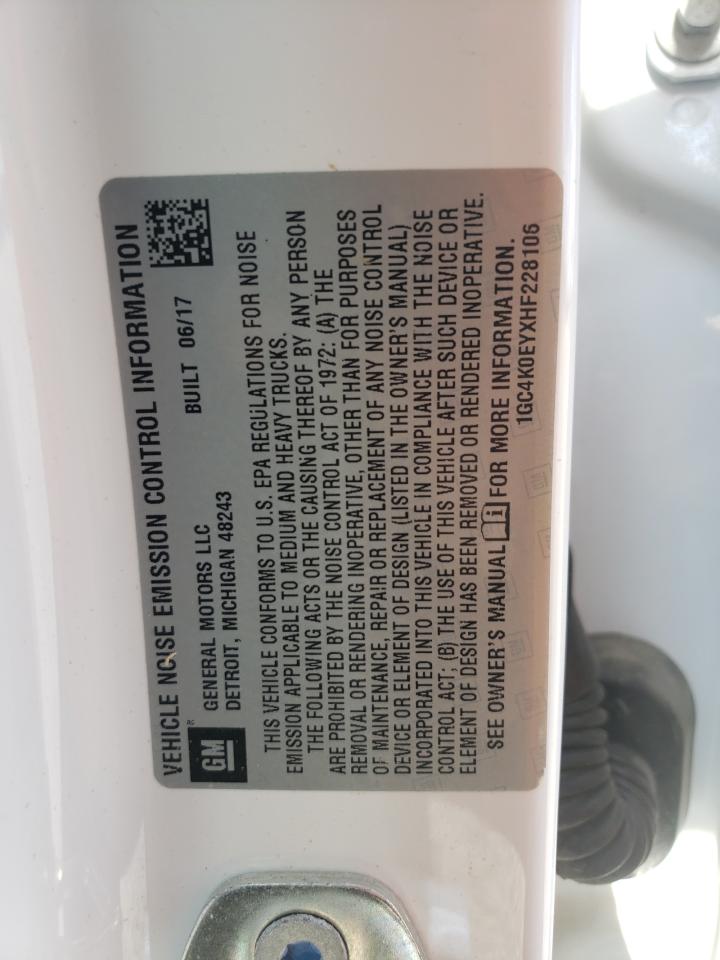 VEHICLE NOISE EMISSION CONTROL INFORMATION
GM
®
GENERAL MOTORS LLC BUILT 06/17
DETROIT, MICHIGAN 48243
THIS VEHICLE CONFORMS TO U.S. EPA REGULATIONS FOR NOISE
EMISSION APPLICABLE TO MEDIUM AND HEAVY TRUCKS.
THE FOLLOWING ACTS OR THE CAUSING THEREOF BY ANY PERSON
ARE PROHIBITED BY THE NOISE CONTROL ACT OF 1972: (A) THE
REMOVAL OR RENDERING INOPERATIVE, OTHER THAN FOR PURPOSES
OF MAINTENANCE, REPAIR OR REPLACEMENT OF ANY NOISE CONTROL
DEVICE OR ELEMENT OF DESIGN (LISTED IN THE OWNER'S MANUAL)
INCORPORATED INTO THIS VEHICLE IN COMPLIANCE WITH THE NOISE
CONTROL ACT; (B) THE USE OF THIS VEHICLE AFTER SUCH DEVICE OR
ELEMENT OF DESIGN HAS BEEN REMOVED OR RENDERED INOPERATIVE.
SEE OWNER'S MANUAL FOR MORE INFORMATION.
1GC4K0EYXHF228106